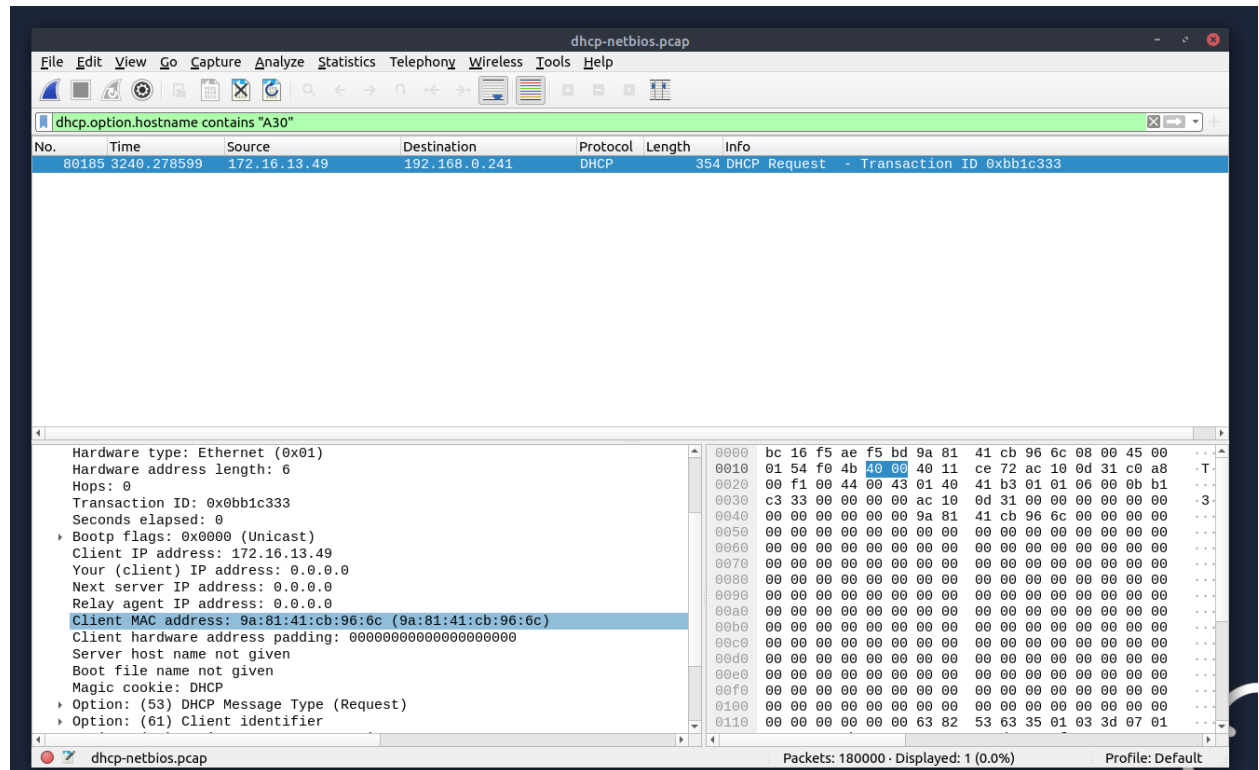 dhcp-netbios.pcap
File Edit View Go Capture Analyze Statistics Telephony Wireless Tools Help
dhcp.option.hostname contains "A30"
No. Time Source Destination Protocol Length Info
80185 3240.278599 172.16.13.49 192.168.0.241 DHCP 354 DHCP Request - Transaction ID 0xbb1c333
Hardware type: Ethernet (0x01)
Hardware address length: 6
Hops: 0
Transaction ID: 0x0bb1c333
Seconds elapsed: 0
Bootp flags: 0x0000 (Unicast)
Client IP address: 172.16.13.49
Your (client) IP address: 0.0.0.0
Next server IP address: 0.0.0.0
Relay agent IP address: 0.0.0.0
Client MAC address: 9a:81:41:cb:96:6c (9a:81:41:cb:96:6c)
Client hardware address padding: 00000000000000000000
Server host name not given
Boot file name not given
Magic cookie: DHCP
Option: (53) DHCP Message Type (Request)
Option: (61) Client identifier
0000 bc 16 f5 ae f5 bd 9a 81 41 cb 96 6c 08 00 45 00 ...
0010 01 54 f0 4b 40 00 40 11 ce 72 ac 10 0d 31 c0 a8 ·T·
0020 00 f1 00 44 00 43 01 40 41 b3 01 01 06 00 0b b1 ...
0030 c3 33 00 00 00 00 ac 10 0d 31 00 00 00 00 00 00 ·3·
0040 00 00 00 00 00 00 9a 81 41 cb 96 6c 00 00 00 00 ...
0050 00 00 00 00 00 00 00 00 00 00 00 00 00 00 00 00 ...
0060 00 00 00 00 00 00 00 00 00 00 00 00 00 00 00 00 ...
0070 00 00 00 00 00 00 00 00 00 00 00 00 00 00 00 00 ...
0080 00 00 00 00 00 00 00 00 00 00 00 00 00 00 00 00 ...
0090 00 00 00 00 00 00 00 00 00 00 00 00 00 00 00 00 ...
00a0 00 00 00 00 00 00 00 00 00 00 00 00 00 00 00 00 ...
00b0 00 00 00 00 00 00 00 00 00 00 00 00 00 00 00 00 ...
00c0 00 00 00 00 00 00 00 00 00 00 00 00 00 00 00 00 ...
00d0 00 00 00 00 00 00 00 00 00 00 00 00 00 00 00 00 ...
00e0 00 00 00 00 00 00 00 00 00 00 00 00 00 00 00 00 ...
00f0 00 00 00 00 00 00 00 00 00 00 00 00 00 00 00 00 ...
0100 00 00 00 00 00 00 00 00 00 00 00 00 00 00 00 00 ...
0110 00 00 00 00 00 00 63 82 53 63 35 01 03 3d 07 01 ...
dhcp-netbios.pcap Packets: 180000 · Displayed: 1 (0.0%) Profile: Default